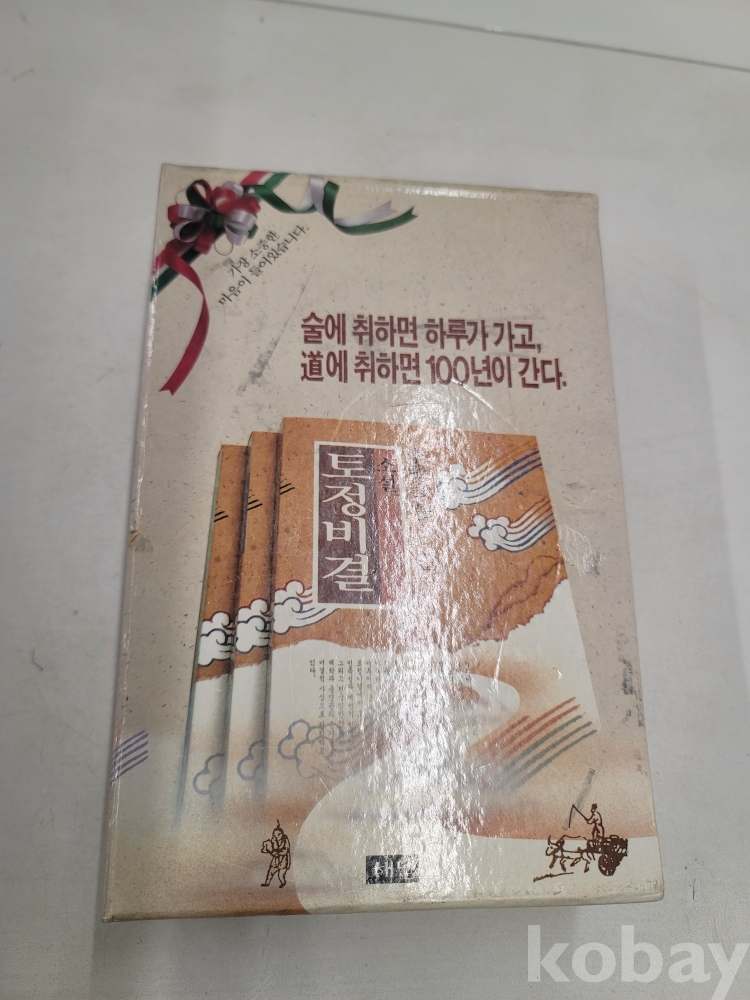 가장 소중한
마음이 들어있습니다.
술에 취하면 하루가 가고,
道에 취하면 100년이 간다.
소설
토정비결
해냄
kobay